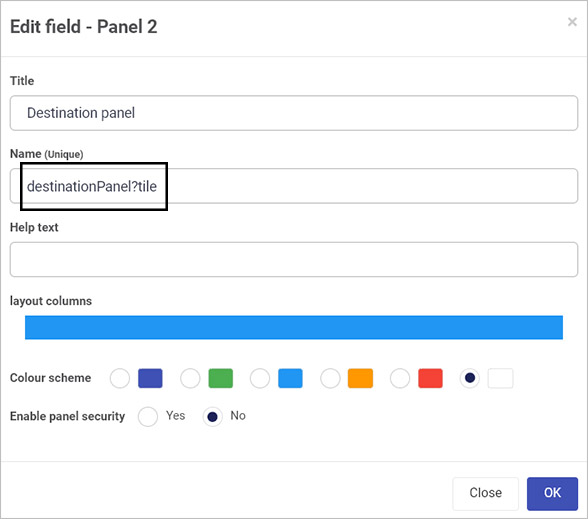 Edit field - Panel 2
×
Title
Destination panel
Name (Unique)
destinationPanel?tile
Help text
layout columns
Colour scheme
Enable panel security Yes No
Close OK